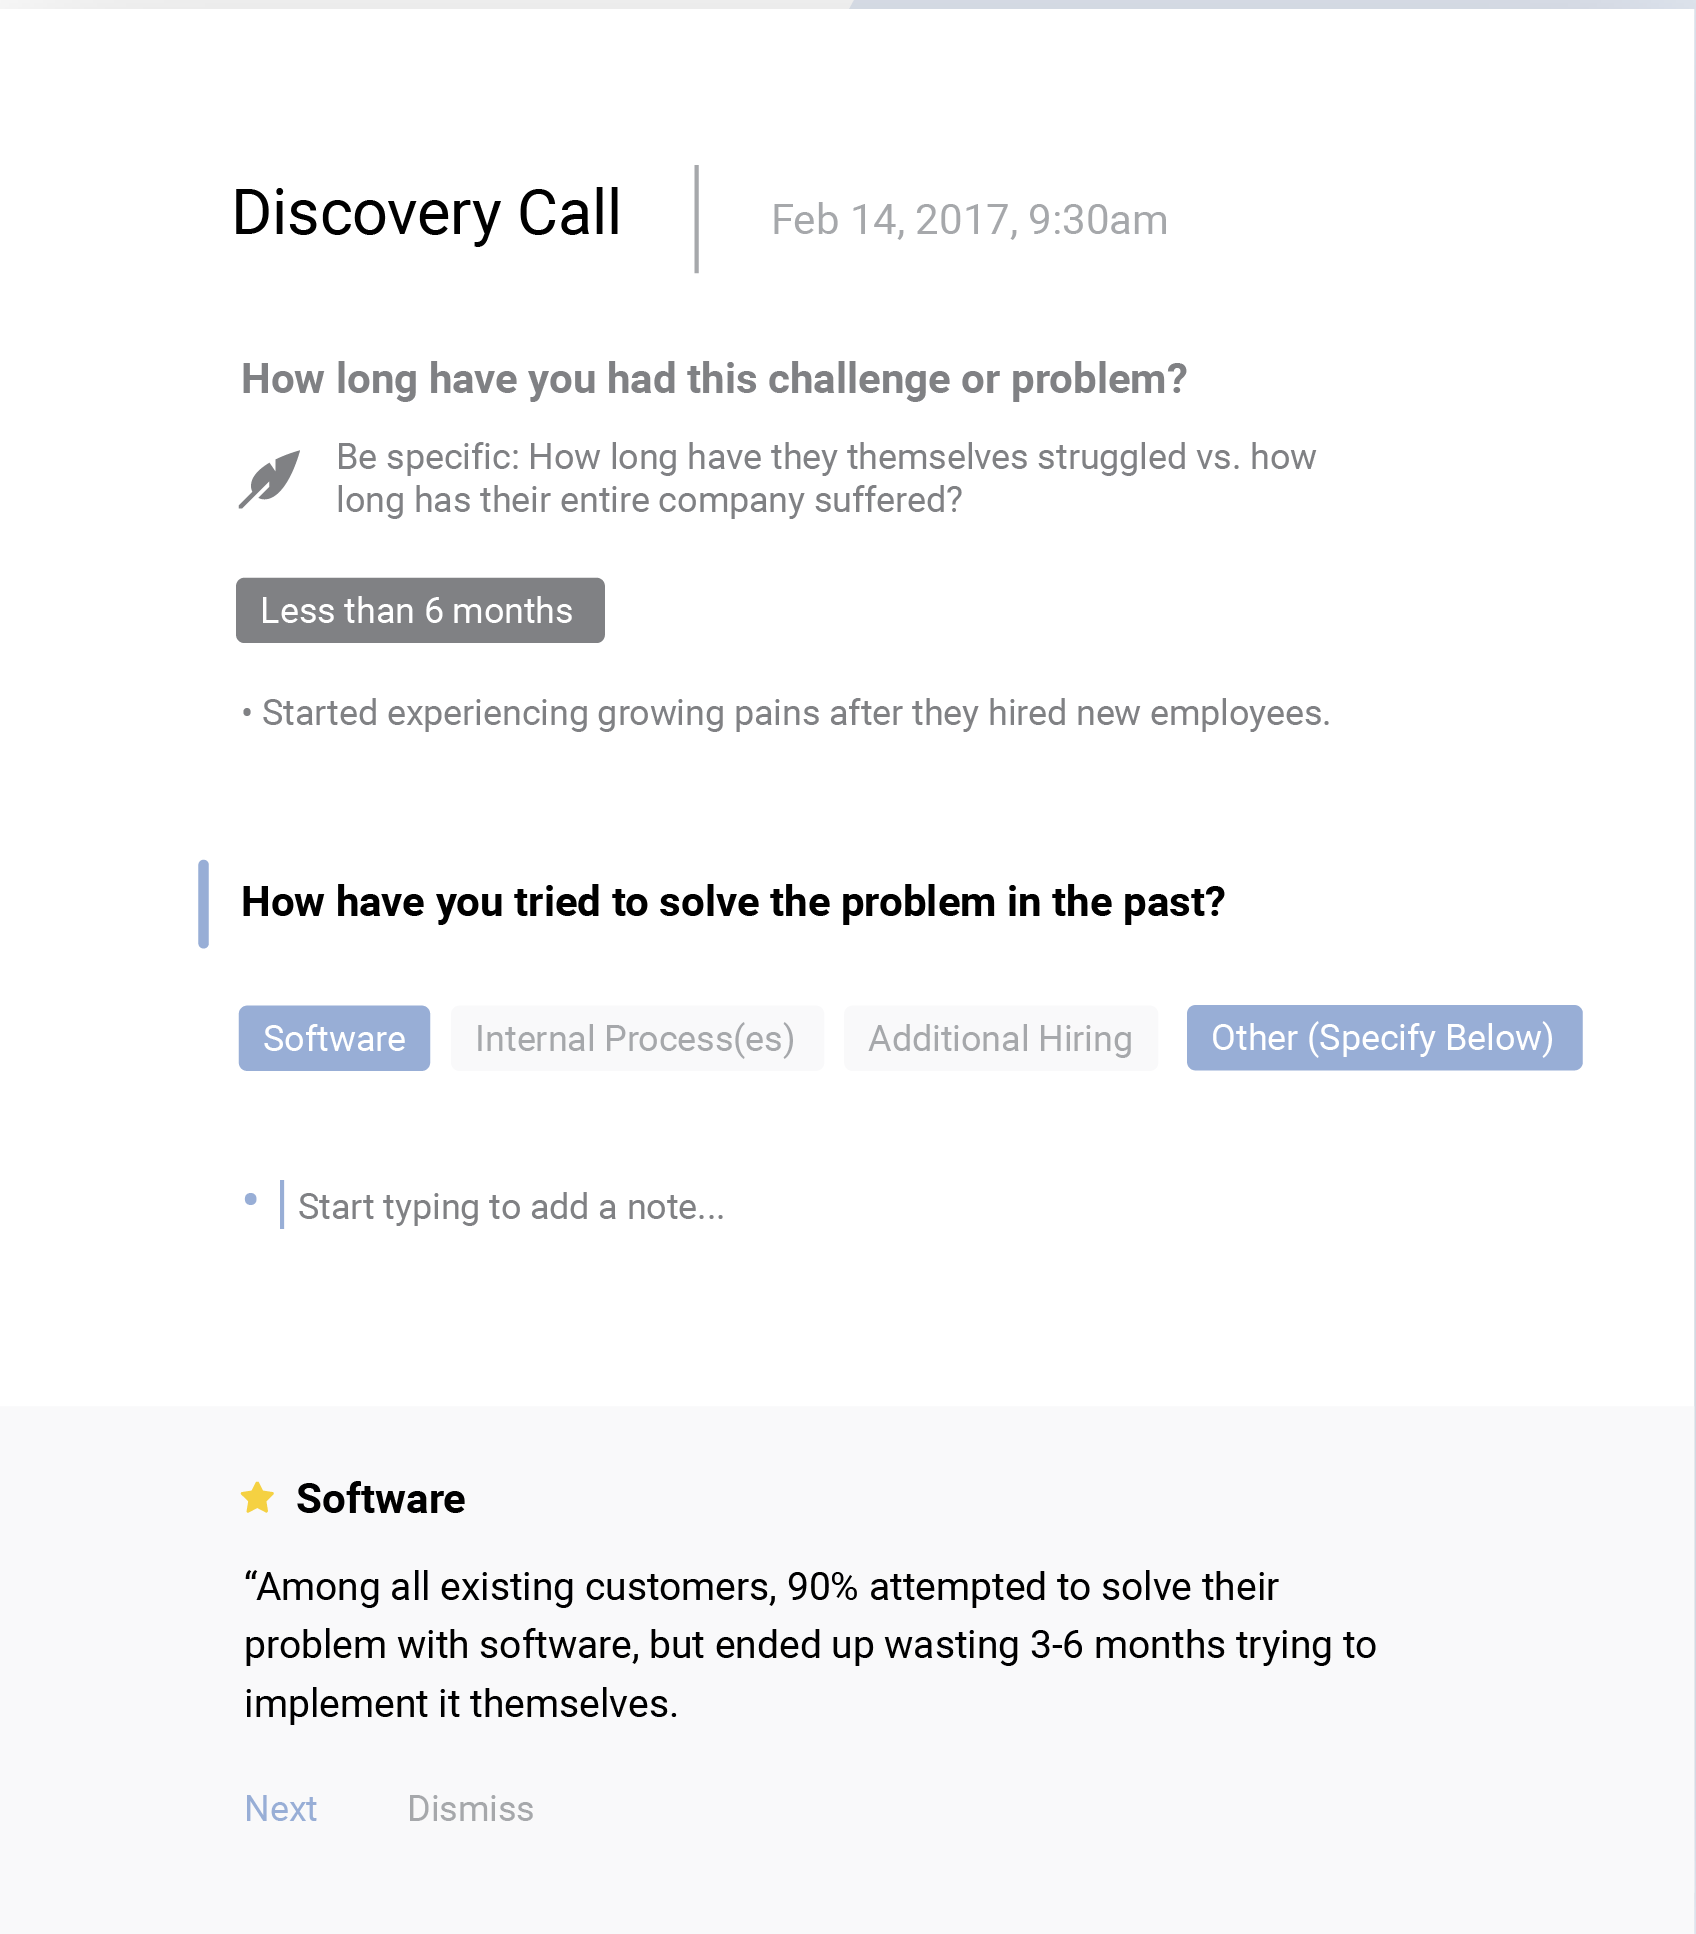 Discovery Call
Feb 14, 2017, 9:30am
How long have you had this challenge or problem?
Be specific: How long have they themselves struggled vs. how
long has their entire company suffered?
Less than 6 months
• Started experiencing growing pains after they hired new employees.
How have you tried to solve the problem in the past?
Software
Internal Process(es)
Additional Hiring
Other (Specify Below)
• Start typing to add a note...
Software
“Among all existing customers, 90% attempted to solve their
problem with software, but ended up wasting 3-6 months trying to
implement it themselves.
Next
Dismiss